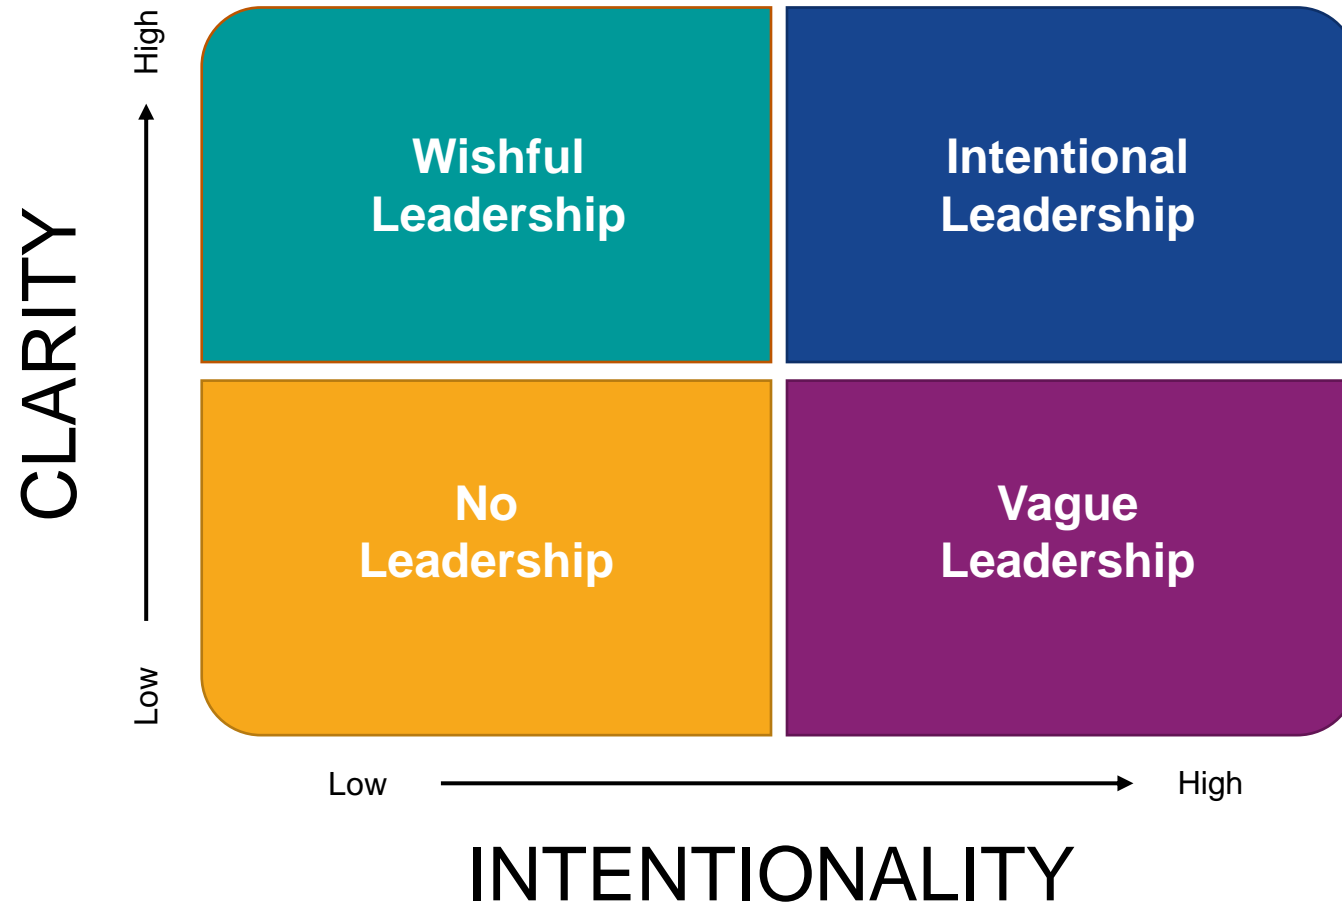 High
CLARITY
Low
Wishful
Leadership
Intentional
Leadership
No
Leadership
Vague
Leadership
Low
High
INTENTIONALITY